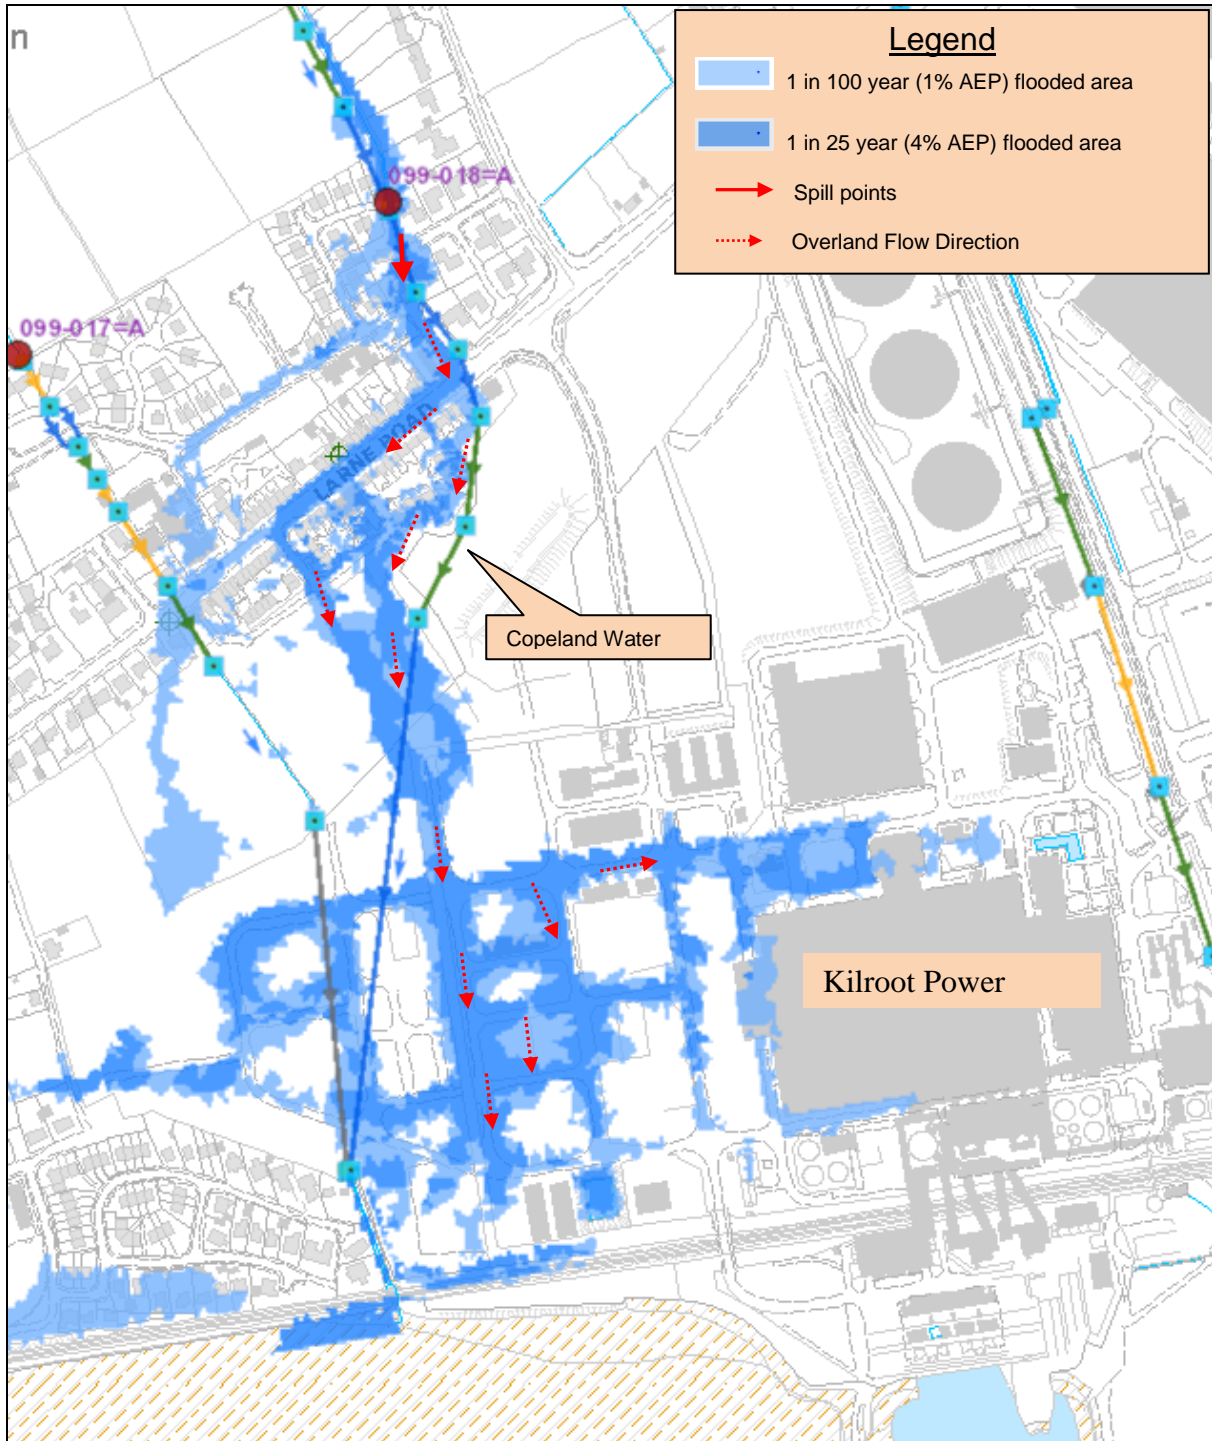 n
Legend
1 in 100 year (1% AEP) flooded area
1 in 25 year (4% AEP) flooded area
Spill points
Overland Flow Direction
099-018=A
099-017=A
LARNE ROAD
Copeland Water
Kilroot Power